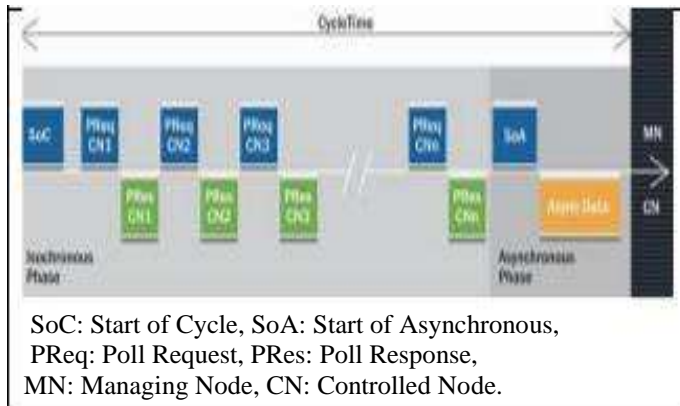 CycleTime
SoC
PReq
CN1
PReq
CN2
PReq
CN3
PReq
CNn
SoA
MN
PRes
CN1
PRes
CN2
PRes
CN3
PRes
CNn
Async Data
CN
Isochronous
Phase
Asynchronous
Phase
SoC: Start of Cycle, SoA: Start of Asynchronous,
PReq: Poll Request, PRes: Poll Response,
MN: Managing Node, CN: Controlled Node.